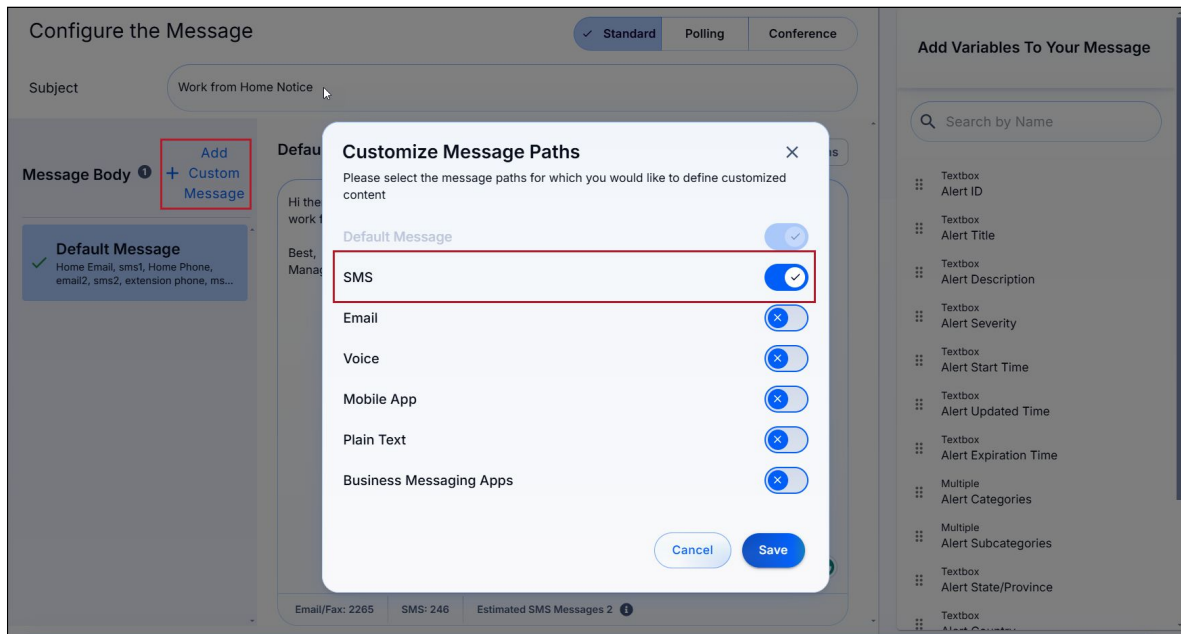 Configure the Message
Standard
Polling
Conference
Subject
Work from Home Notice
Message Body 1
+ Add
Custom
Message
Default Message
Home Email, sms1, Home Phone,
email2, sms2, extension phone, ms...
Hi
work
Best,
Customize Message Paths
Please select the message paths for which you would like to define customized
content
Default Message
SMS
Email
Voice
Mobile App
Plain Text
Business Messaging Apps
Cancel
Save
Email/Fax: 2265
SMS: 246
Estimated SMS Messages 2
Add Variables To Your Message
Search by Name
Textbox
Alert ID
Textbox
Alert Title
Textbox
Alert Description
Textbox
Alert Severity
Textbox
Alert Start Time
Textbox
Alert Updated Time
Textbox
Alert Expiration Time
Multiple
Alert Categories
Multiple
Alert Subcategories
Textbox
Alert State/Province
Textbox